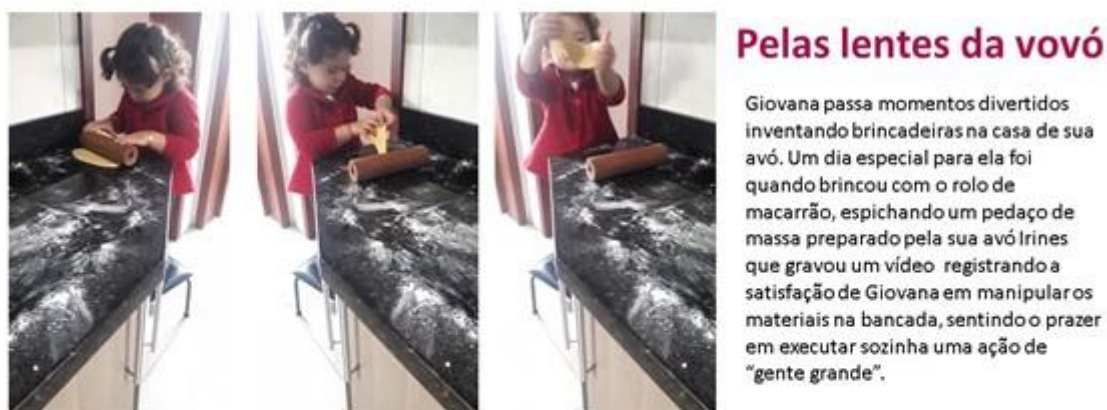 Pelas lentes da vovó
Giovana passa momentos divertidos
inventando brincadeiras na casa de sua
avó. Um dia especial para ela foi
quando brincou com o rolo de
macarrão, espichando um pedaço de
massa preparado pela sua avó Irines
que gravou um vídeo registrando a
satisfação de Giovana em manipular os
materiais na bancada, sentindo o prazer
em executar sozinha uma ação de
"gente grande".